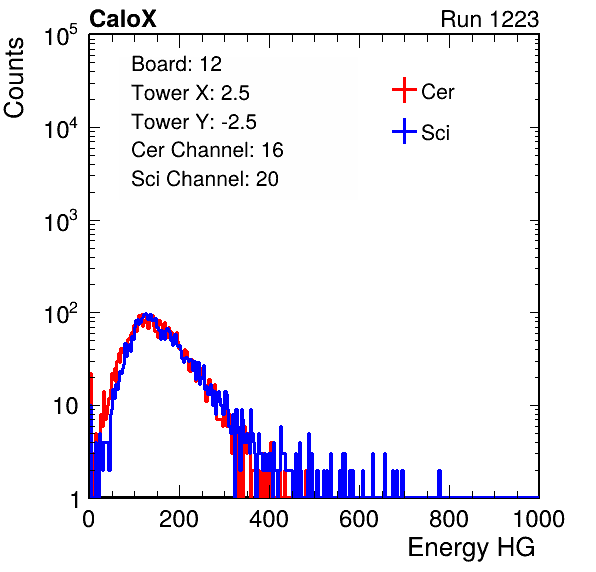 CaloX Run 1223
Counts
10^5
10^4
10^3
10^2
10
1
Board: 12
Tower X: 2.5
Tower Y: -2.5
Cer Channel: 16
Sci Channel: 20
Cer
Sci
0 200 400 600 800 1000
Energy HG